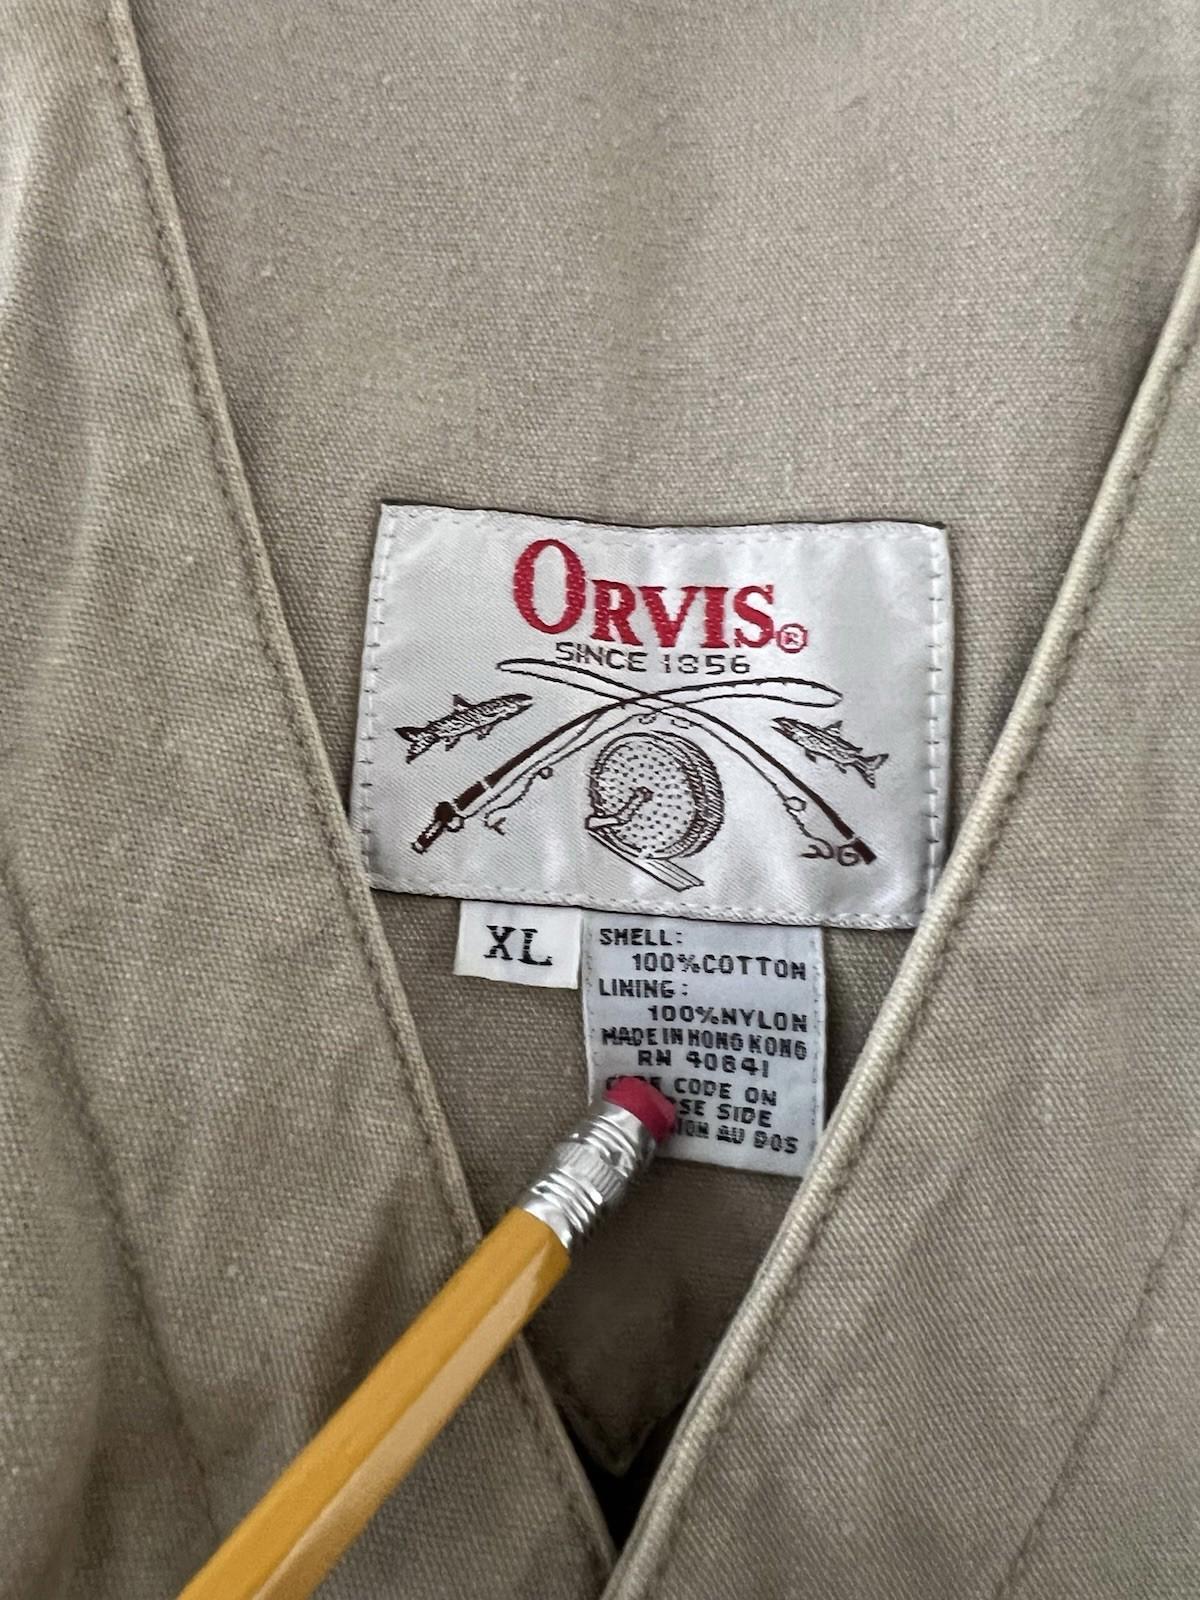 ORVIS®
SINCE 1856
XL
SHELL:
100%COTTON
LINING:
100%NYLON
MADE IN HONG KONG
RN 40641
CODE ON
SIDE
AU DOS